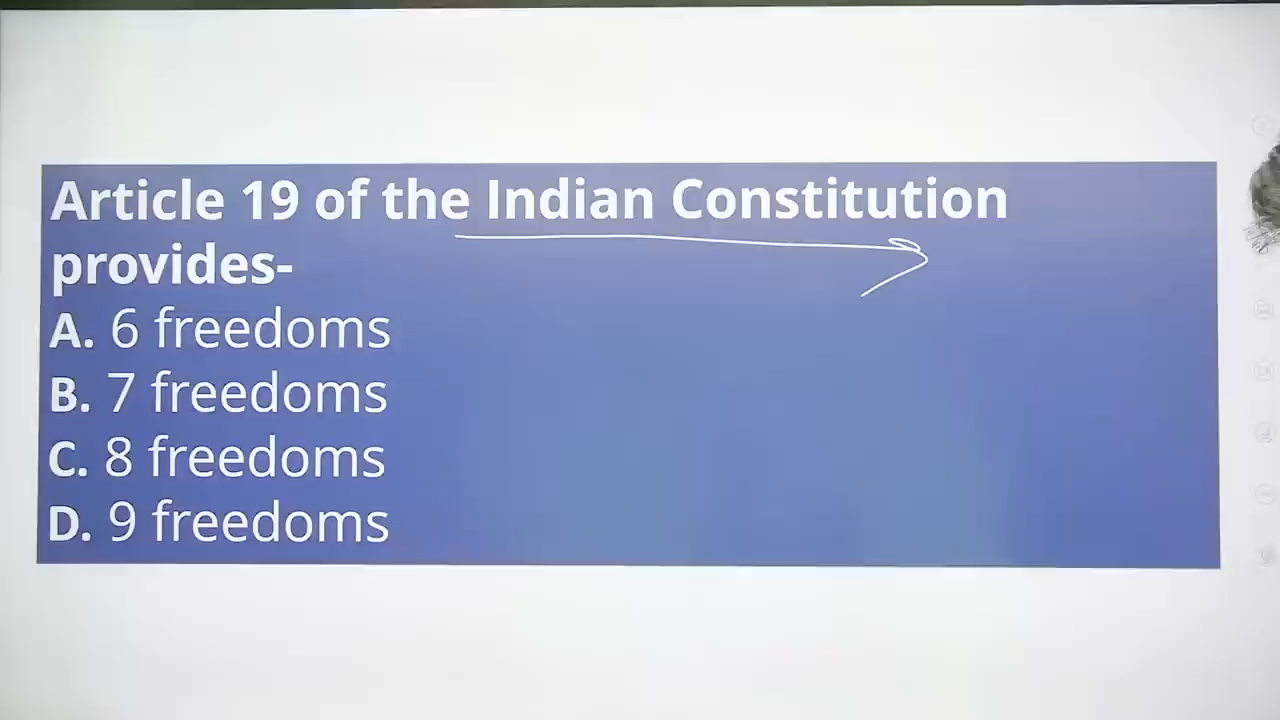 Article 19 of the Indian Constitution
provides-
A. 6 freedoms
B. 7 freedoms
C. 8 freedoms
D. 9 freedoms